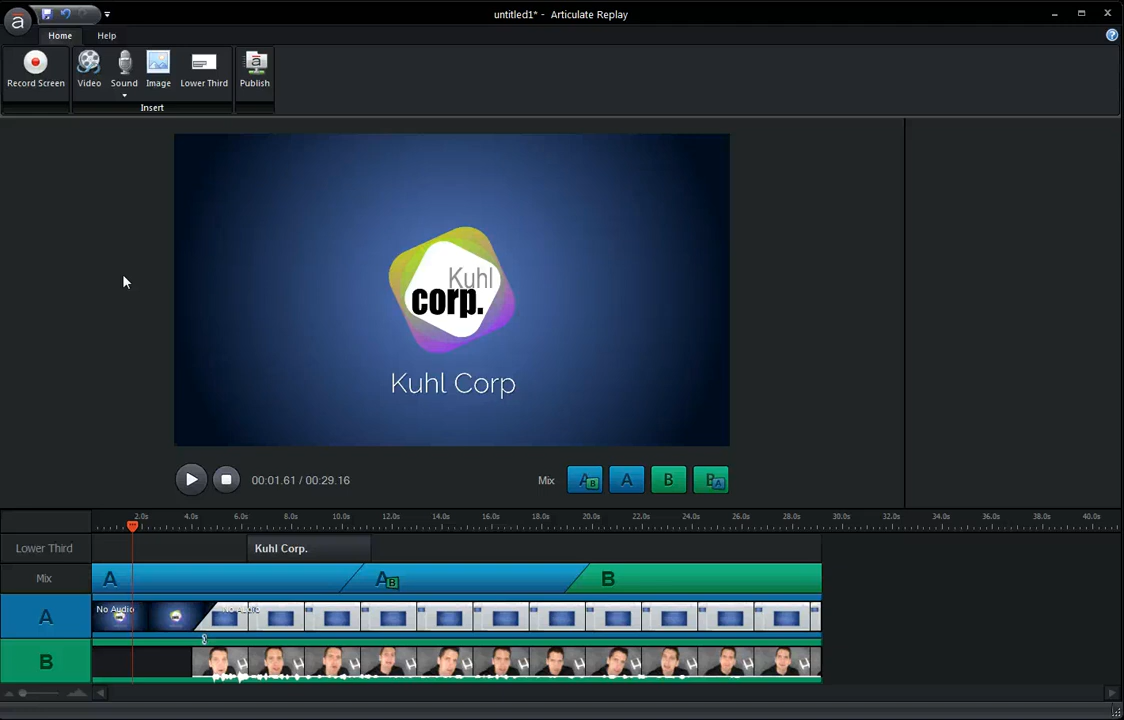 a
untitled1* - Articulate Replay
Home Help
Record Screen
Video
Sound
Image
Lower Third
a
Publish
Insert
Kuhl
corp.
Kuhl Corp
00:01.61 / 00:29.16
Mix
A B
A
B
B A
2.0s 4.0s 6.0s 8.0s 10.0s 12.0s 14.0s 16.0s 18.0s 20.0s 22.0s 24.0s 26.0s 28.0s 30.0s 32.0s 34.0s 36.0s 38.0s 40.0s
Lower Third
Kuhl Corp.
Mix
A
A B
B
A
No Audio
No Audio
B